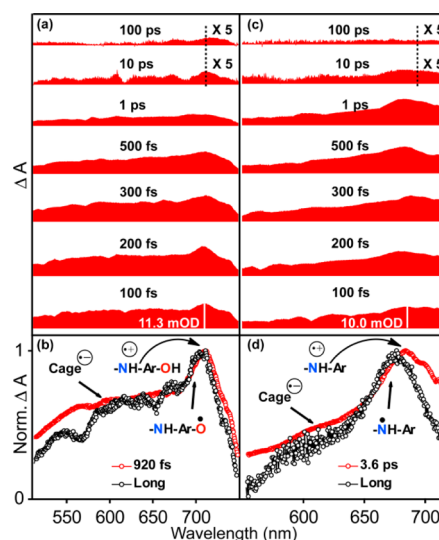 (a)
100 ps X 5
10 ps X 5
1 ps
500 fs
300 fs
200 fs
100 fs
11.3 mOD
(c)
100 ps X 5
10 ps X 5
1 ps
500 fs
300 fs
200 fs
100 fs
10.0 mOD
Δ A
(b)
•+
•−
-NH-Ar-OH
Cage
•
-NH-Ar-O
920 fs
Long
(d)
•+
-NH-Ar
•−
Cage
•
-NH-Ar
3.6 ps
Long
Norm. Δ A
1
0
550 600 650 700
600 650 700
Wavelength (nm)